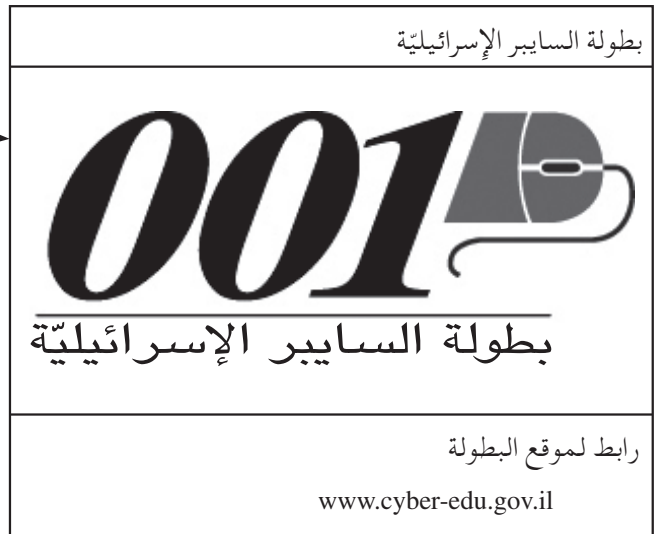 بطولة السايبر الإسرائيليّة
001
بطولة السايبر الإسرائيليّة
رابط لموقع البطولة
www.cyber-edu.gov.il